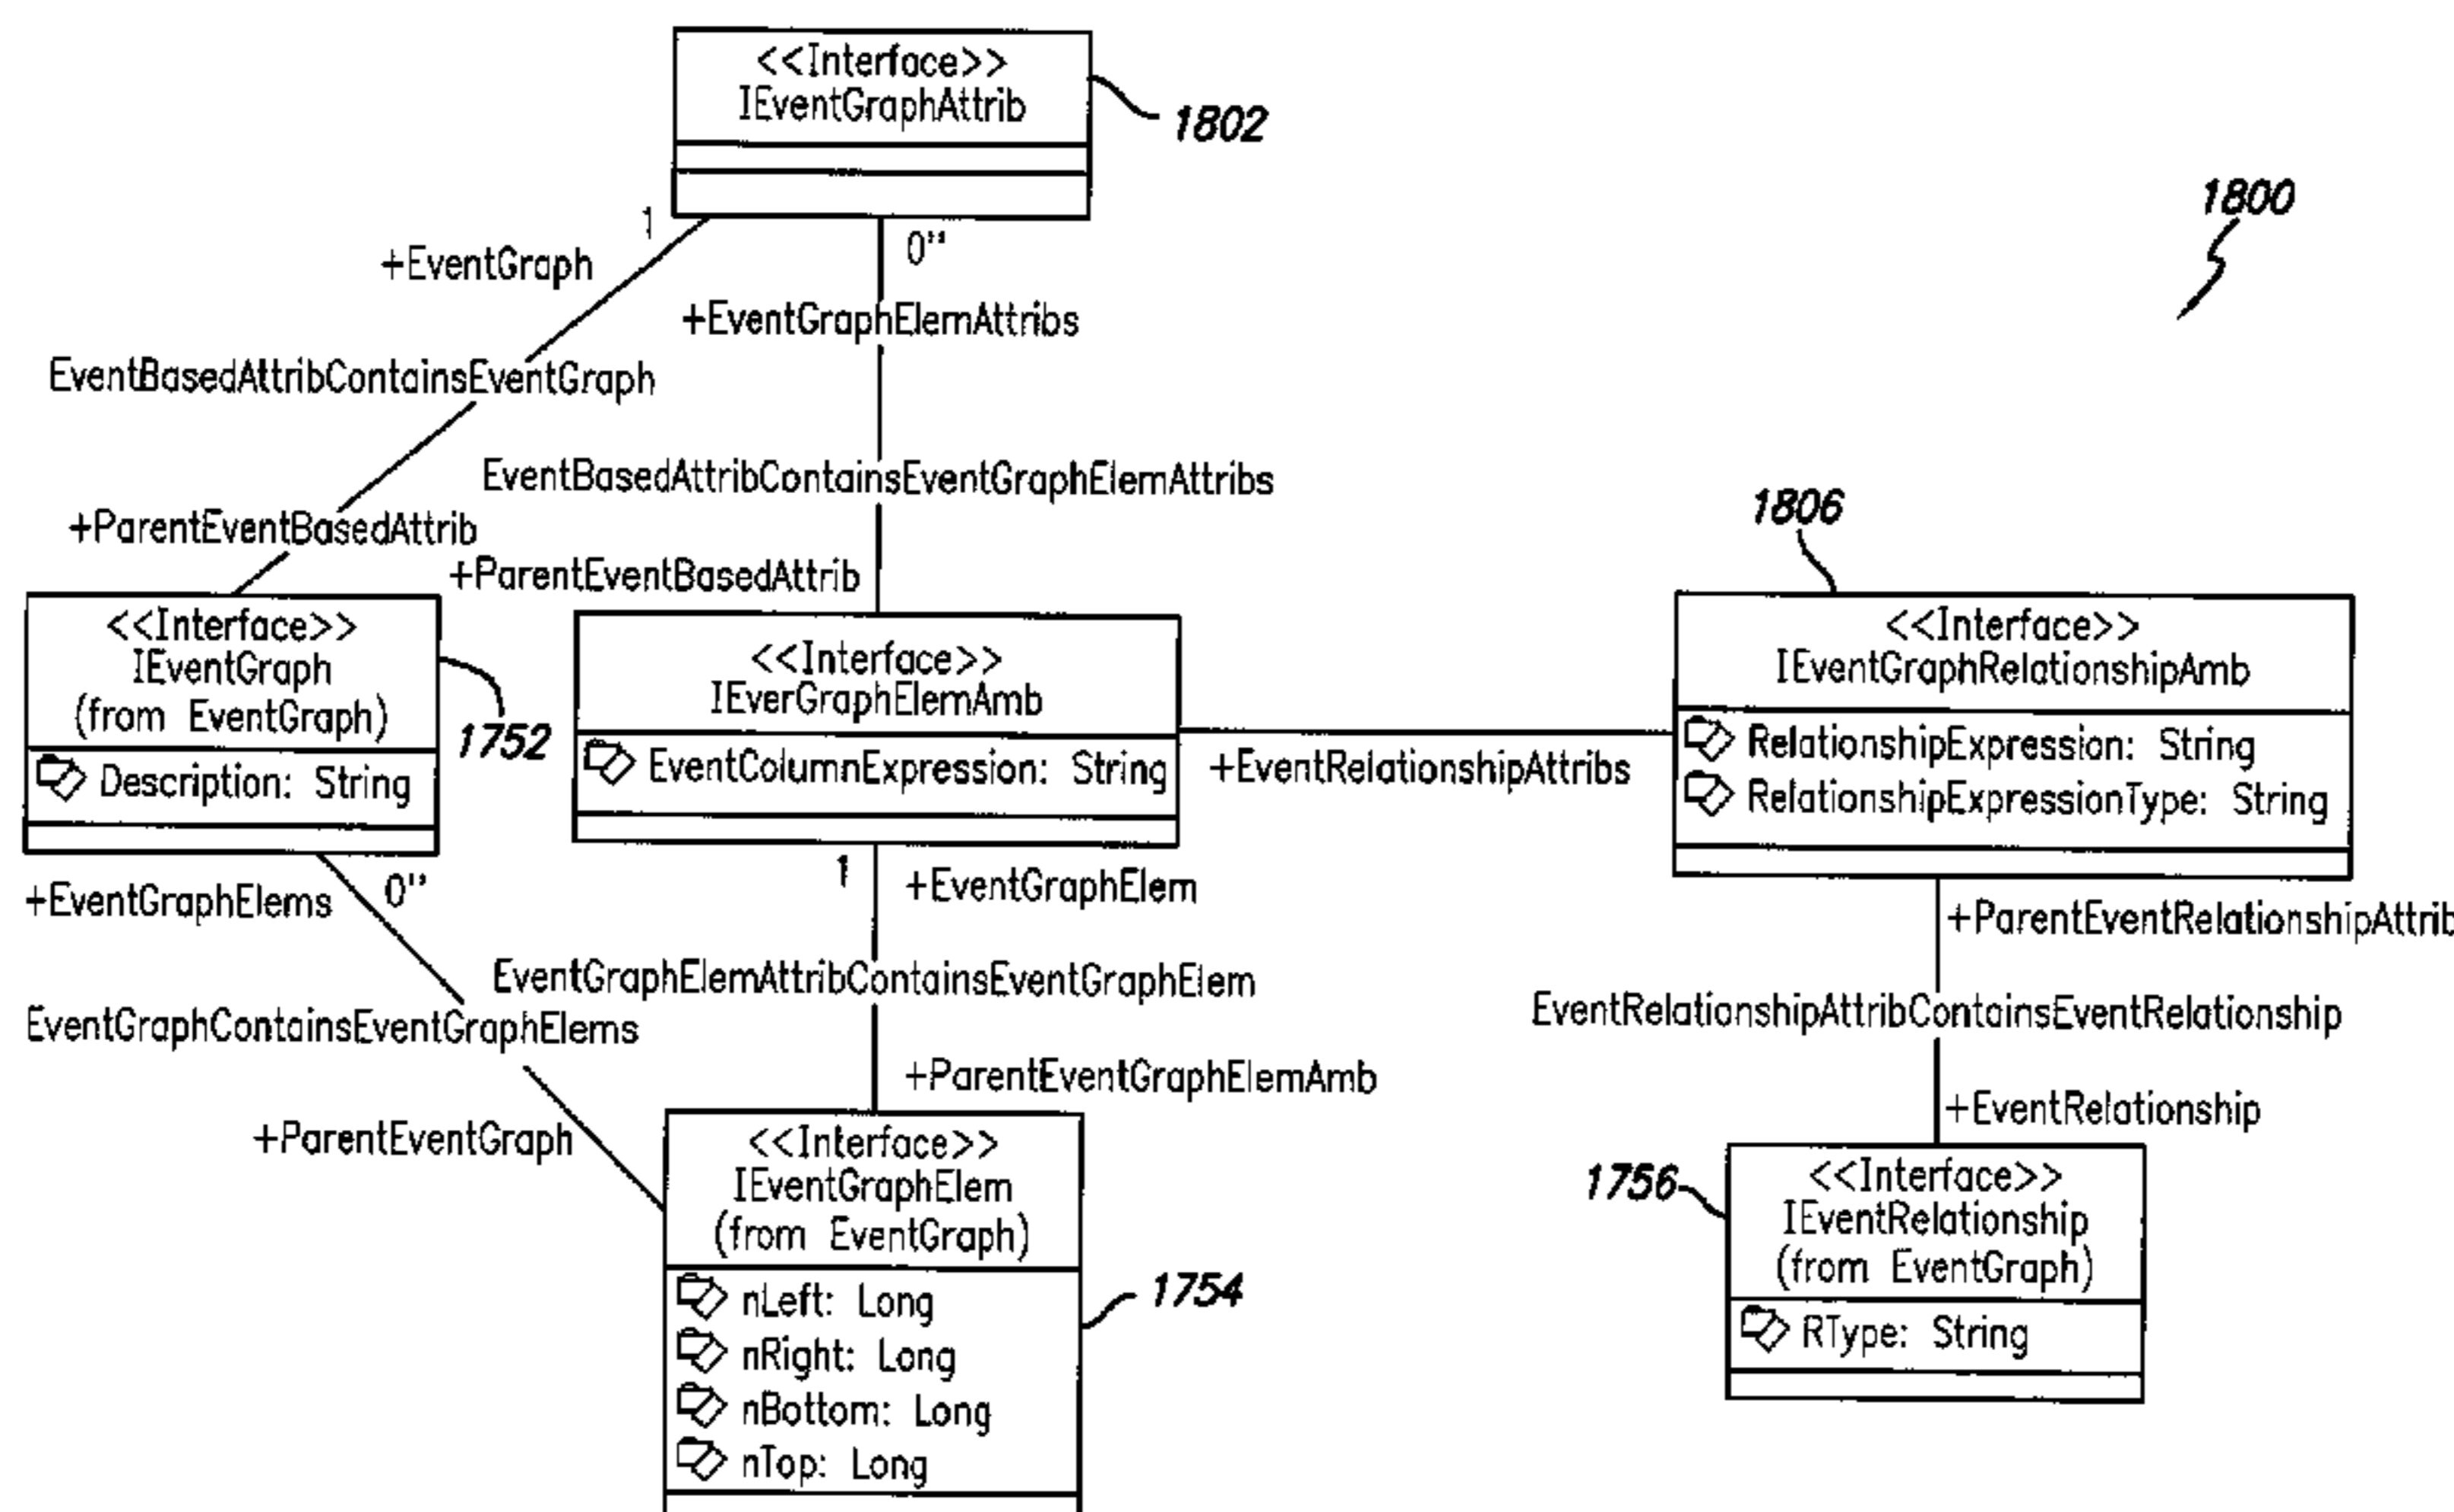 <<Interface>>
IEventGraphAttrib
1802
1800
1
+EventGraph
0"
+EventGraphElemAttribs
EventBasedAttribContainsEventGraph
EventBasedAttribContainsEventGraphElemAttribs
+ParentEventBasedAttrib
+ParentEventBasedAttrib
1806
<<Interface>>
IEventGraph
(from EventGraph)
Description: String
1752
<<Interface>>
IEverGraphElemAmb
EventColumnExpression: String
+EventRelationshipAttribs
<<Interface>>
IEventGraphRelationshipAmb
RelationshipExpression: String
RelationshipExpressionType: String
+EventGraphElems
0"
1
+EventGraphElem
+ParentEventRelationshipAttrib
EventGraphElemAttribContainsEventGraphElem
EventGraphContainsEventGraphElems
EventRelationshipAttribContainsEventRelationship
+ParentEventGraphElemAmb
+ParentEventGraph
+EventRelationship
<<Interface>>
IEventGraphElem
(from EventGraph)
nLeft: Long
nRight: Long
nBottom: Long
nTop: Long
1754
1756
<<Interface>>
IEventRelationship
(from EventGraph)
RType: String